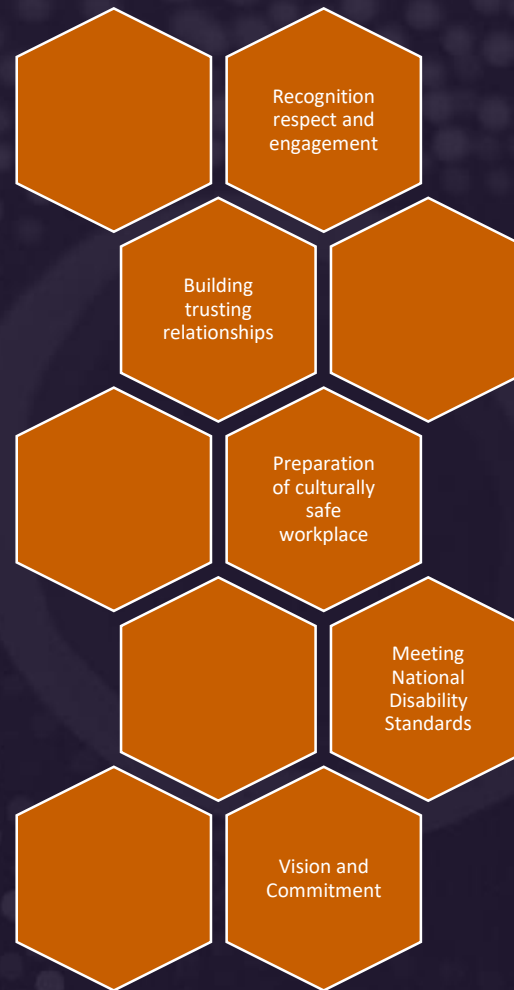 Recognition
respect and
engagement
Building
trusting
relationships
Preparation
of culturally
safe
workplace
Meeting
National
Disability
Standards
Vision and
Commitment